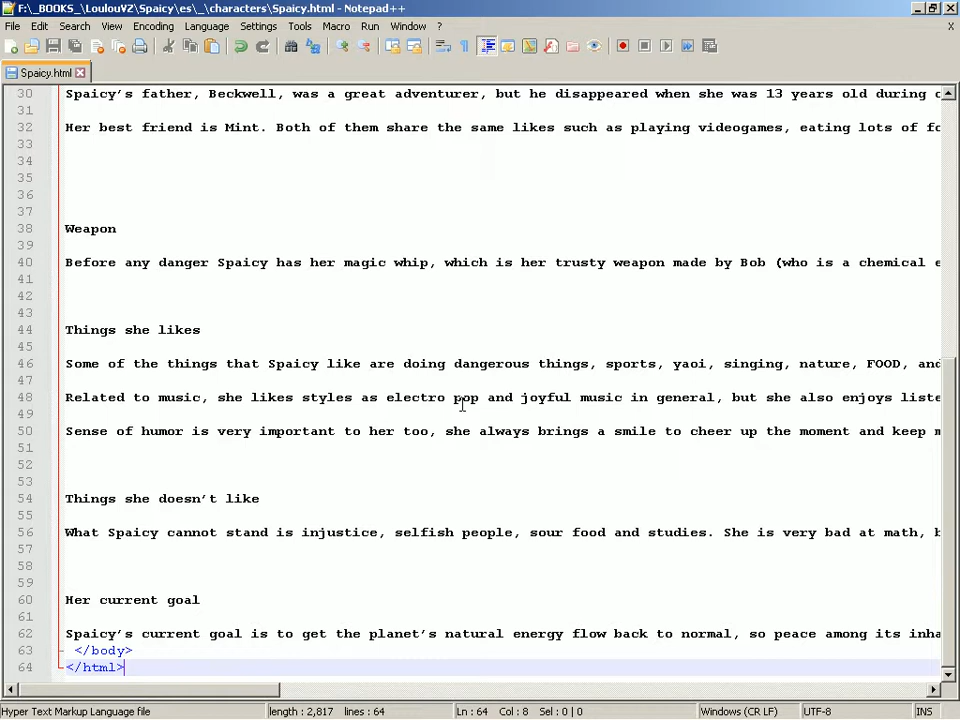 F:\_BOOKS_\LoulouVZ\Spaicy\es\_\characters\Spaicy.html - Notepad++
File Edit Search View Encoding Language Settings Tools Macro Run Window ? X
Spaicy.html
30 Spaicy's father, Beckwell, was a great adventurer, but he disappeared when she was 13 years old during
31
32 Her best friend is Mint. Both of them share the same likes such as playing videogames, eating lots of fo
33
34
35
36
37
38 Weapon
39
40 Before any danger Spaicy has her magic whip, which is her trusty weapon made by Bob (who is a chemical e
41
42
43
44 Things she likes
45
46 Some of the things that Spaicy like are doing dangerous things, sports, yaoi, singing, nature, FOOD, and
47
48 Related to music, she likes styles as electro pop and joyful music in general, but she also enjoys liste
49
50 Sense of humor is very important to her too, she always brings a smile to cheer up the moment and keep m
51
52
53
54 Things she doesn't like
55
56 What Spaicy cannot stand is injustice, selfish people, sour food and studies. She is very bad at math, b
57
58
59
60 Her current goal
61
62 Spaicy's current goal is to get the planet's natural energy flow back to normal, so peace among its inha
63 </body>
64 </html>
Hyper Text Markup Language file length : 2,817 lines : 64 Ln : 64 Col : 8 Sel : 0 | 0 Windows (CR LF) UTF-8 INS